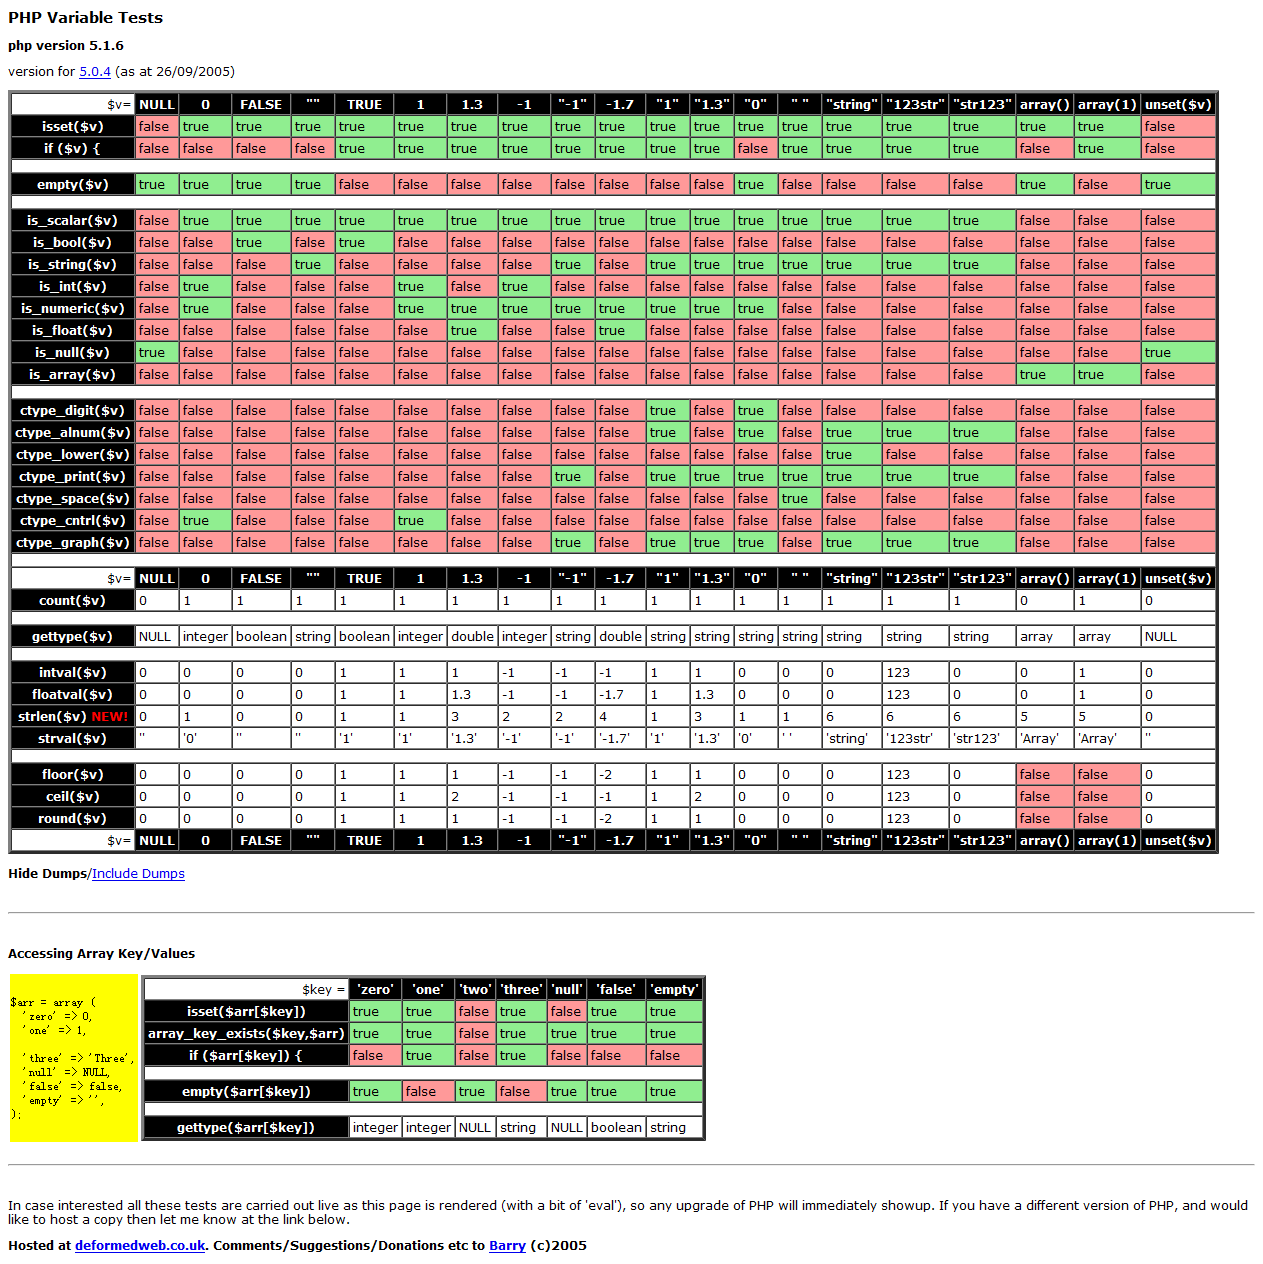 PHP Variable Tests
php version 5.1.6
version for 5.0.4 (as at 26/09/2005)
$v= NULL 0 FALSE "" TRUE 1 1.3 -1 "-1" -1.7 "1" "1.3" "0" " " "string" "123str" "str123" array() array(1) unset($v)
isset($v) false true true true true true true true true true true true true true true true true true true false
if ($v) { false false false false true true true true true true true true false true true true true false true false
empty($v) true true true true false false false false false false false false true false false false false true false true
is_scalar($v) false true true true true true true true true true true true true true true true true false false false
is_bool($v) false false true false true false false false false false false false false false false false false false false false
is_string($v) false false false true false false false false true false true true true true true true true false false false
is_int($v) false true false false false true false true false false false false false false false false false false false false
is_numeric($v) false true false false false true true true true true true true true false false false false false false false
is_float($v) false false false false false false true false false true false false false false false false false false false false
is_null($v) true false false false false false false false false false false false false false false false false false false true
is_array($v) false false false false false false false false false false false false false false false false false true true false
ctype_digit($v) false false false false false false false false false false true false true false false false false false false false
ctype_alnum($v) false false false false false false false false false false true false true false true true true false false false
ctype_lower($v) false false false false false false false false false false false false false false true false false false false false
ctype_print($v) false false false false false false false false true false true true true true true true true false false false
ctype_space($v) false false false false false false false false false false false false false true false false false false false false
ctype_cntrl($v) false true false false false true false false false false false false false false false false false false false false
ctype_graph($v) false false false false false false false false true false true true true false true true true false false false
$v= NULL 0 FALSE "" TRUE 1 1.3 -1 "-1" -1.7 "1" "1.3" "0" " " "string" "123str" "str123" array() array(1) unset($v)
count($v) 0 1 1 1 1 1 1 1 1 1 1 1 1 1 1 1 1 0 1 0
gettype($v) NULL integer boolean string boolean integer double integer string double string string string string string string string array array NULL
intval($v) 0 0 0 0 1 1 1 -1 -1 -1 1 1 0 0 0 123 0 0 1 0
floatval($v) 0 0 0 0 1 1 1.3 -1 -1 -1.7 1 1.3 0 0 0 123 0 0 1 0
strlen($v) NEW! 0 1 0 0 1 1 3 2 2 4 1 3 1 1 6 6 6 5 5 0
strval($v) '' '0' '' '' '1' '1' '1.3' '-1' '-1' '-1.7' '1' '1.3' '0' ' ' 'string' '123str' 'str123' 'Array' 'Array' ''
floor($v) 0 0 0 0 1 1 1 -1 -1 -2 1 1 0 0 0 123 0 false false 0
ceil($v) 0 0 0 0 1 1 2 -1 -1 -1 1 2 0 0 0 123 0 false false 0
round($v) 0 0 0 0 1 1 1 -1 -1 -2 1 1 0 0 0 123 0 false false 0
$v= NULL 0 FALSE "" TRUE 1 1.3 -1 "-1" -1.7 "1" "1.3" "0" " " "string" "123str" "str123" array() array(1) unset($v)
Hide Dumps/Include Dumps
Accessing Array Key/Values
$arr = array (
'zero' => 0,
'one' => 1,
'three' => 'Three',
'null' => NULL,
'false' => false,
'empty' => '',
);
$key = 'zero' 'one' 'two' 'three' 'null' 'false' 'empty'
isset($arr[$key]) true true false true false true true
array_key_exists($key,$arr) true true false true true true true
if ($arr[$key]) { false true false true false false false
empty($arr[$key]) true false true false true true true
gettype($arr[$key]) integer integer NULL string NULL boolean string
In case interested all these tests are carried out live as this page is rendered (with a bit of 'eval'), so any upgrade of PHP will immediately showup. If you have a different version of PHP, and would
like to host a copy then let me know at the link below.
Hosted at deformedweb.co.uk. Comments/Suggestions/Donations etc to Barry (c)2005